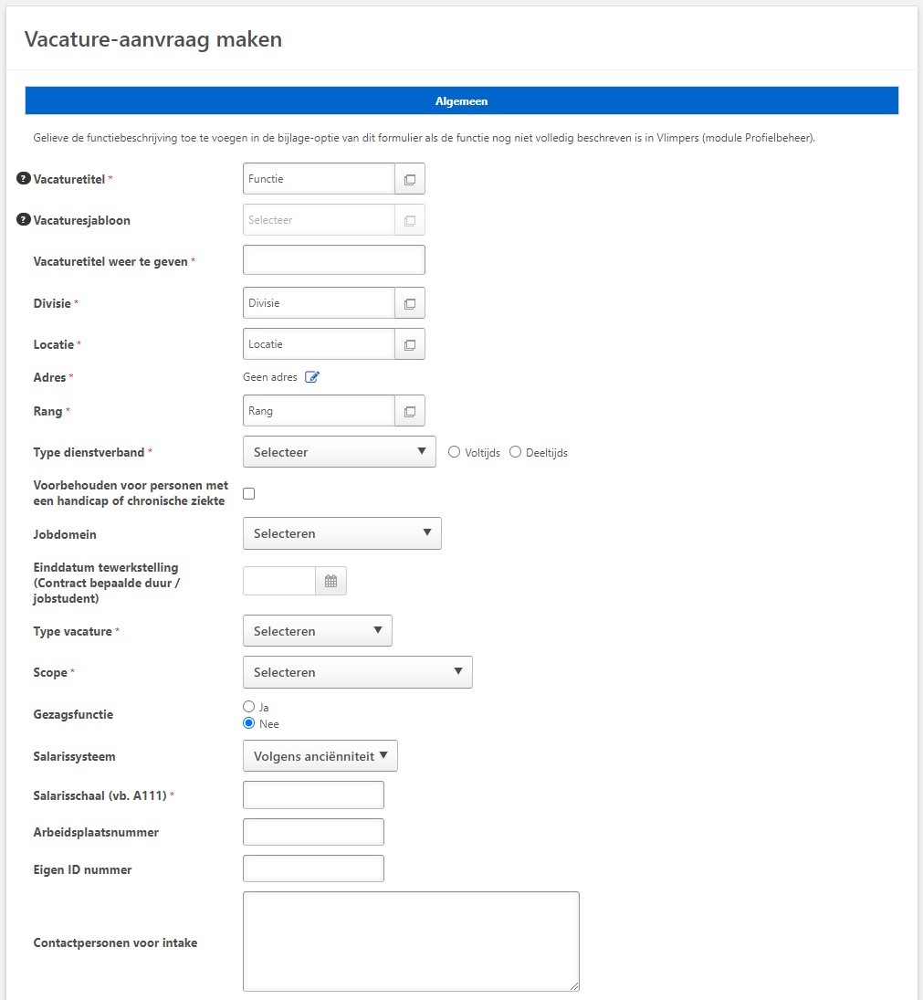 Vacature-aanvraag maken
Algemeen
Gelieve de functiebeschrijving toe te voegen in de bijlage-optie van dit formulier als de functie nog niet volledig beschreven is in Vlimpers (module Profielbeheer).
? Vacaturetitel * Functie
? Vacaturesjabloon Selecteer
Vacaturetitel weer te geven *
Divisie * Divisie
Locatie * Locatie
Adres * Geen adres
Rang * Rang
Type dienstverband * Selecteer Voltijds Deeltijds
Voorbehouden voor personen met
een handicap of chronische ziekte
Jobdomein Selecteren
Einddatum tewerkstelling
(Contract bepaalde duur /
jobstudent)
Type vacature * Selecteren
Scope * Selecteren
Gezagsfunctie Ja
Nee
Salarissysteem Volgens anciënniteit
Salarisschaal (vb. A111) *
Arbeidsplaatsnummer
Eigen ID nummer
Contactpersonen voor intake